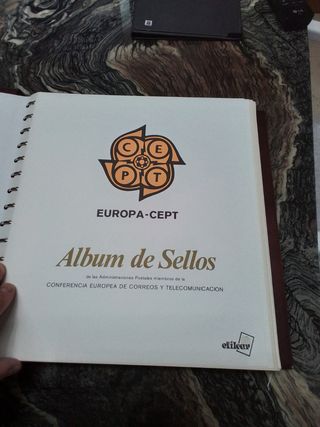 C E
P T
EUROPA-CEPT
Album de Sellos
de las Administraciones Postales miembros de la
CONFERENCIA EUROPEA DE CORREOS Y TELECOMUNICACION
efilcar